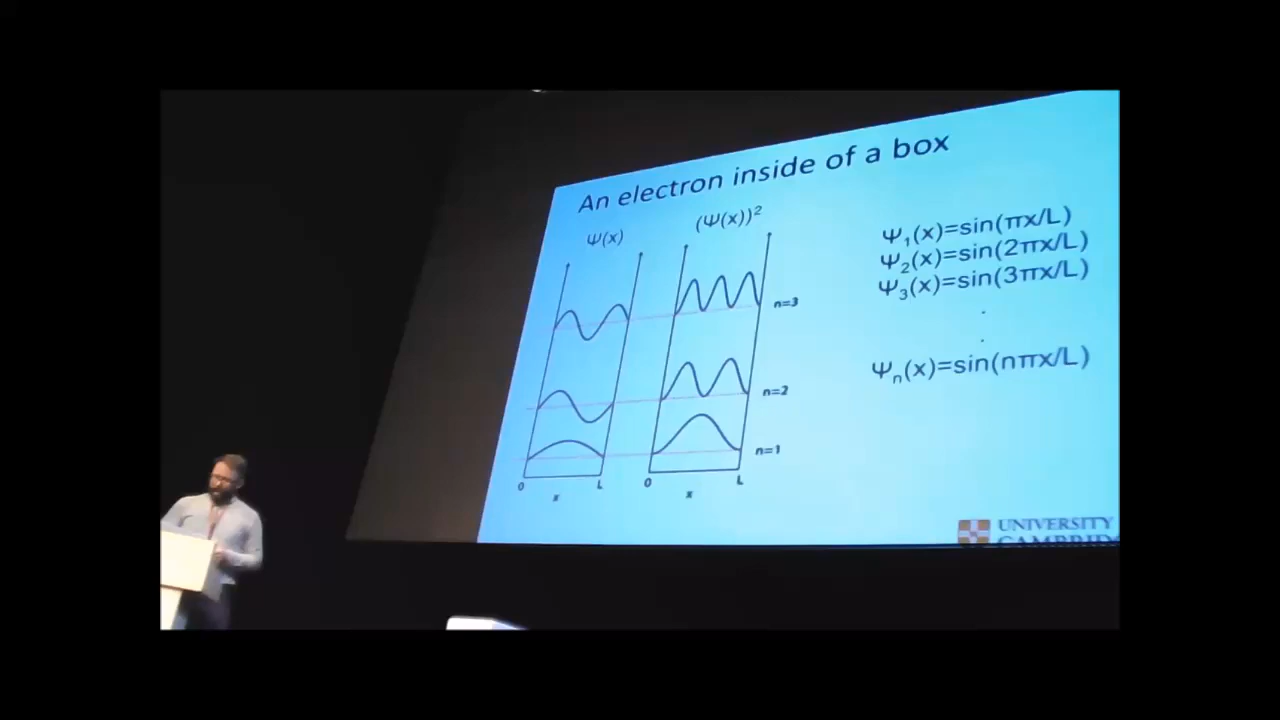 An electron inside of a box
Ψ(x)
(Ψ(x))²
n=3
n=2
n=1
0
L
x
0
L
x
Ψ₁(x)=sin(πx/L)
Ψ₂(x)=sin(2πx/L)
Ψ₃(x)=sin(3πx/L)
.
.
Ψₙ(x)=sin(nπx/L)
UNIVERSITY